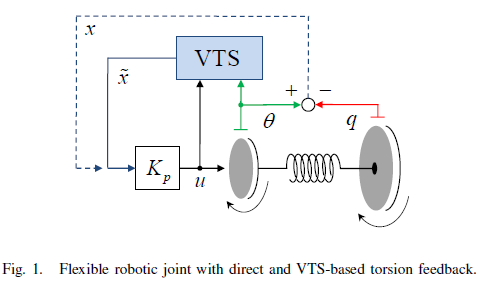 x
VTS
x̃
+ −
θ
q
K_p
u
Fig. 1. Flexible robotic joint with direct and VTS-based torsion feedback.